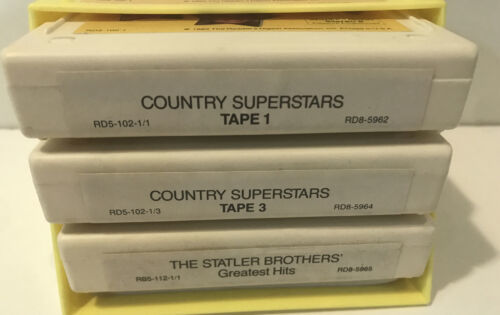 COUNTRY SUPERSTARS
RD5-102-1/1 TAPE 1 RD8-5962
COUNTRY SUPERSTARS
RD5-102-1/3 TAPE 3 RD8-5964
THE STATLER BROTHERS'
RB5-112-1/1 Greatest Hits RD8-5965